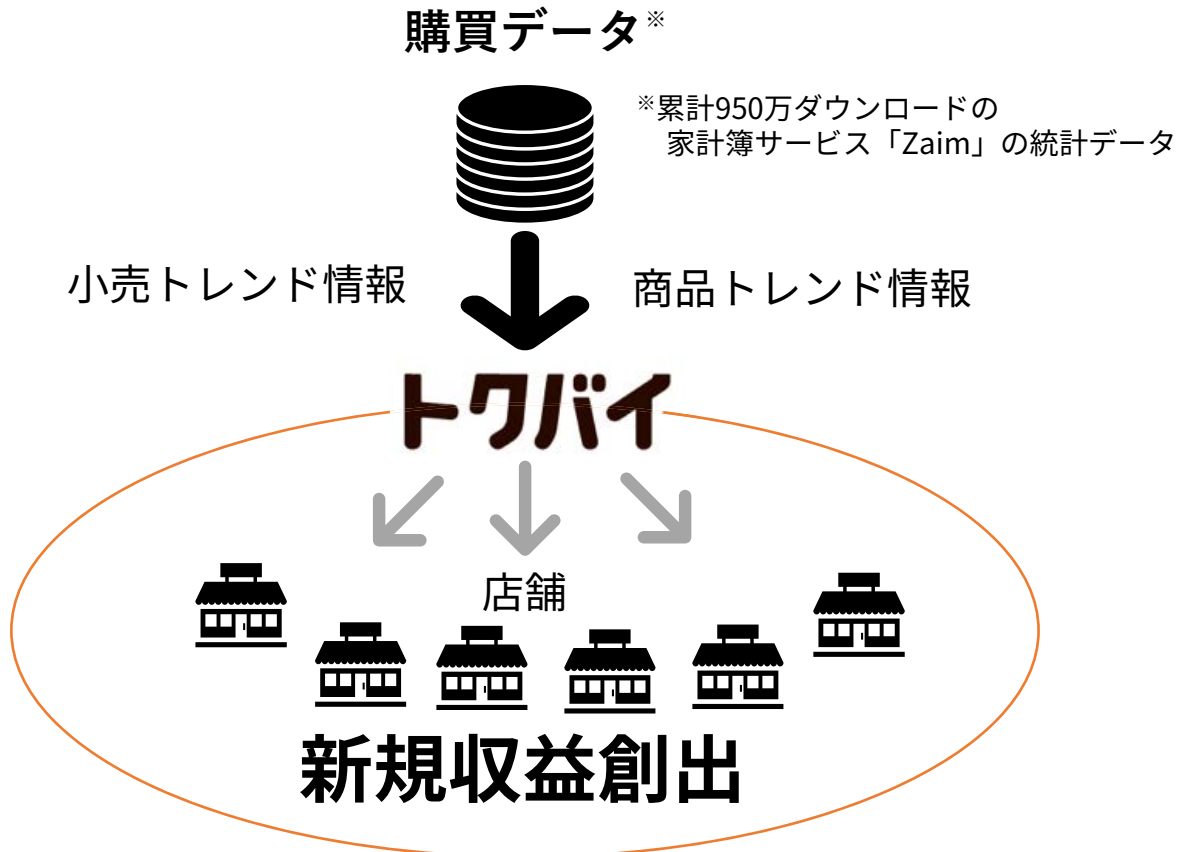 購買データ※
※累計950万ダウンロードの
家計簿サービス「Zaim」の統計データ
小売トレンド情報
商品トレンド情報
トクバイ
店舗
新規収益創出